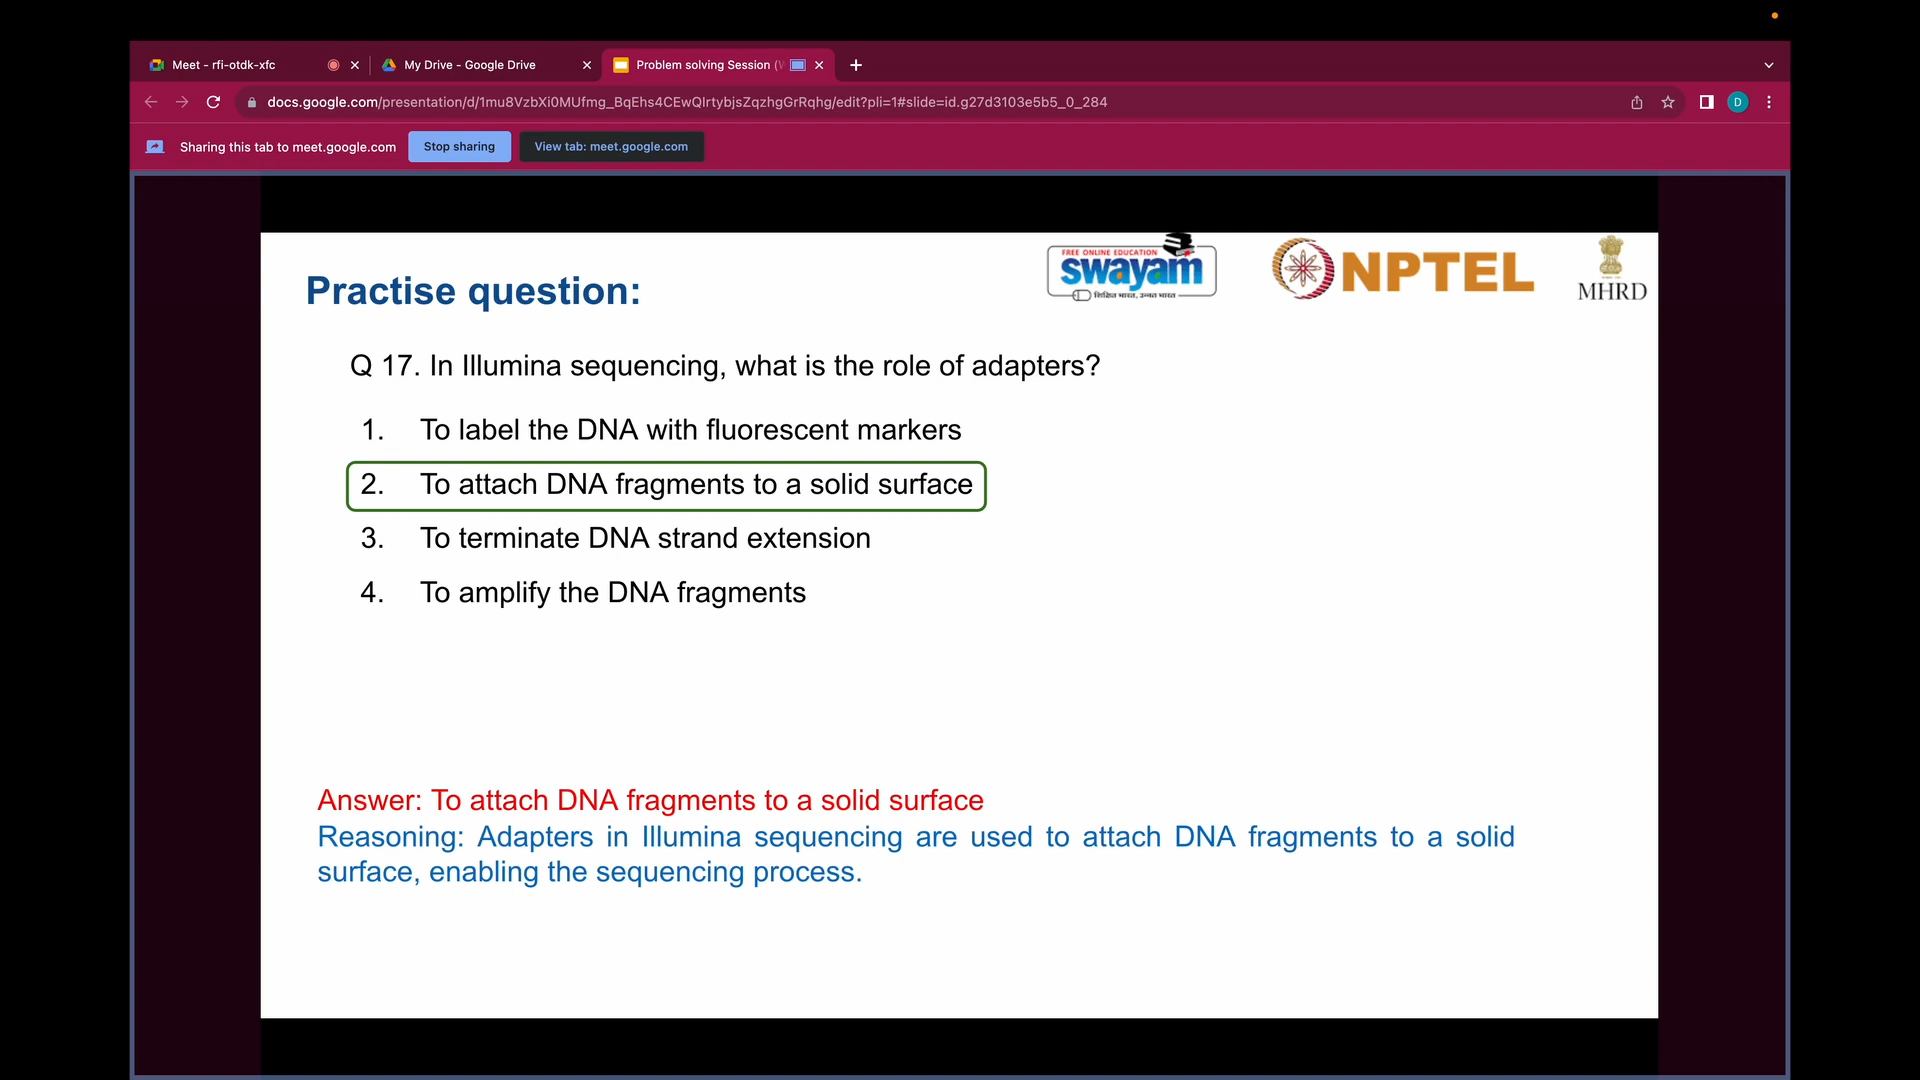 Meet - rfi-otdk-xfc
My Drive - Google Drive
Problem solving Session (
docs.google.com/presentation/d/1mu8VzbXi0MUfmg_BqEhs4CEwQIrtybjsZqzhgGrRqhg/edit?pli=1#slide=id.g27d3103e5b5_0_284
D
Sharing this tab to meet.google.com
Stop sharing
View tab: meet.google.com
FREE ONLINE EDUCATION
swayam
शिक्षित भारत, उन्नत भारत
NPTEL
MHRD
Practise question:
Q 17. In Illumina sequencing, what is the role of adapters?
1. To label the DNA with fluorescent markers
2. To attach DNA fragments to a solid surface
3. To terminate DNA strand extension
4. To amplify the DNA fragments
Answer: To attach DNA fragments to a solid surface
Reasoning: Adapters in Illumina sequencing are used to attach DNA fragments to a solid
surface, enabling the sequencing process.